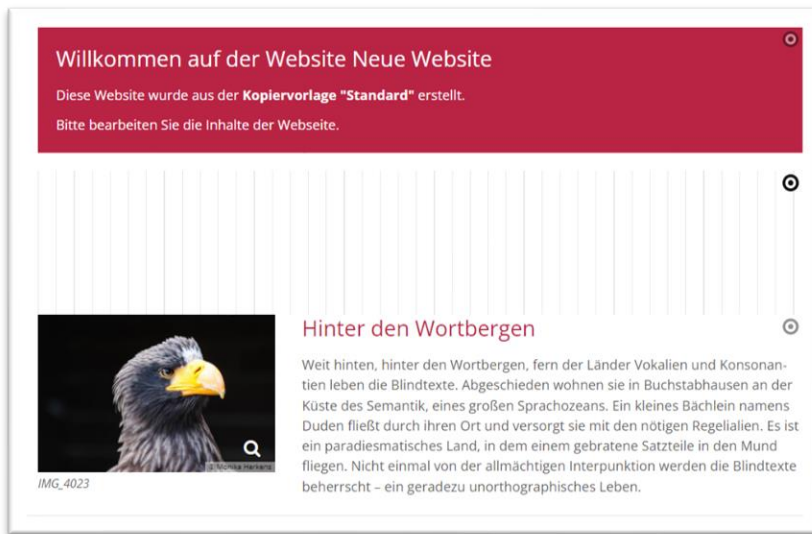 Willkommen auf der Website Neue Website
Diese Website wurde aus der Kopiervorlage "Standard" erstellt.
Bitte bearbeiten Sie die Inhalte der Webseite.
Hinter den Wortbergen
Weit hinten, hinter den Wortbergen, fern der Länder Vokalien und Konsonan-
tien leben die Blindtexte. Abgeschieden wohnen sie in Buchstabhausen an der
Küste des Semantik, eines großen Sprachozeans. Ein kleines Bächlein namens
Duden fließt durch ihren Ort und versorgt sie mit den nötigen Regelialien. Es ist
ein paradiesmatisches Land, in dem einem gebratene Satzteile in den Mund
fliegen. Nicht einmal von der allmächtigen Interpunktion werden die Blindtexte
beherrscht – ein geradezu unorthographisches Leben.
Monika
IMG_4023